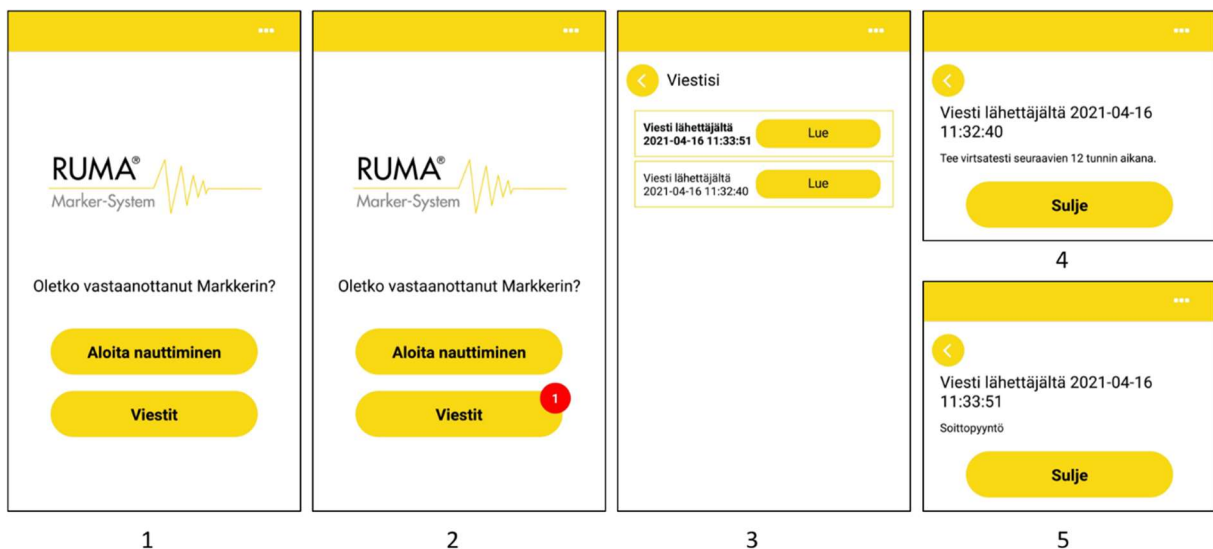 RUMA®
Marker-System
Oletko vastaanottanut Markkerin?
Aloita nauttiminen
Viestit
1
RUMA®
Marker-System
Oletko vastaanottanut Markkerin?
Aloita nauttiminen
Viestit
1
2
Viestisi
Viesti lähettäjältä
2021-04-16 11:33:51
Lue
Viesti lähettäjältä
2021-04-16 11:32:40
Lue
3
Viesti lähettäjältä 2021-04-16
11:32:40
Tee virtsatesti seuraavien 12 tunnin aikana.
Sulje
4
Viesti lähettäjältä 2021-04-16
11:33:51
Soittopyyntö
Sulje
5